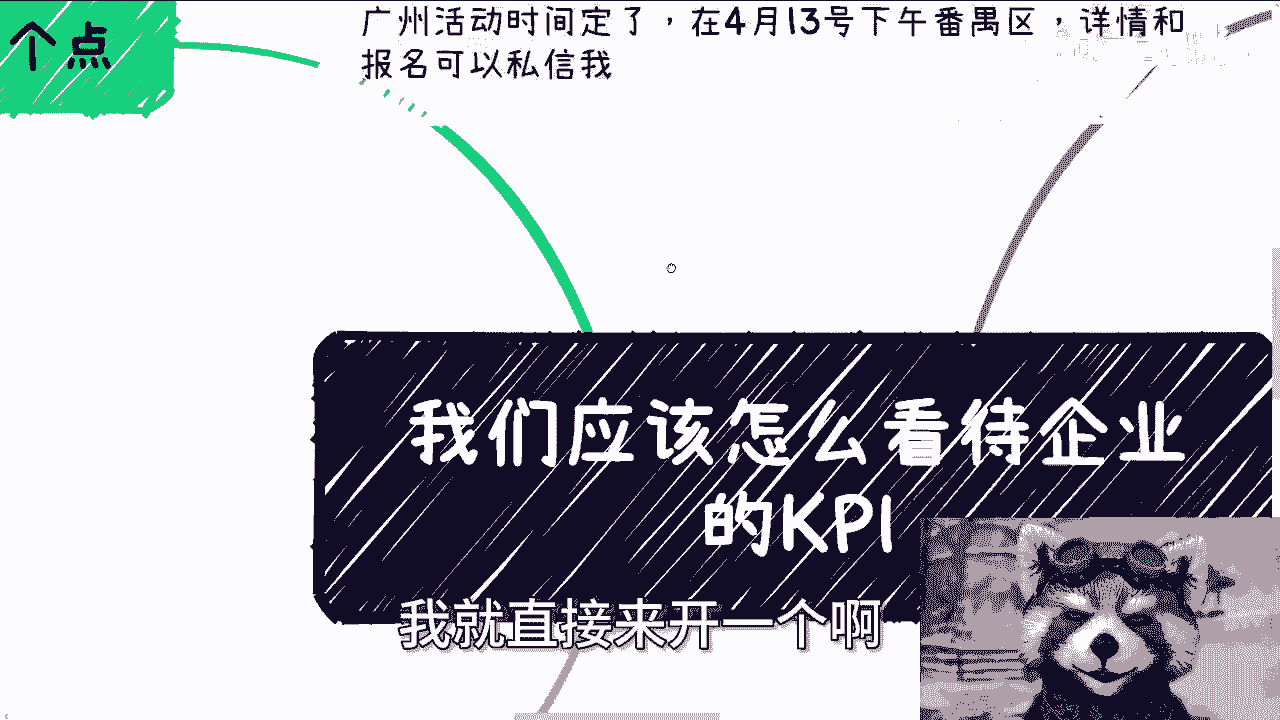 个点
广州活动时间定了，在4月13号下午番禺区，详情和
报名可以私信我
我们应该怎么看待企业
的KPI
我就直接来开一个啊